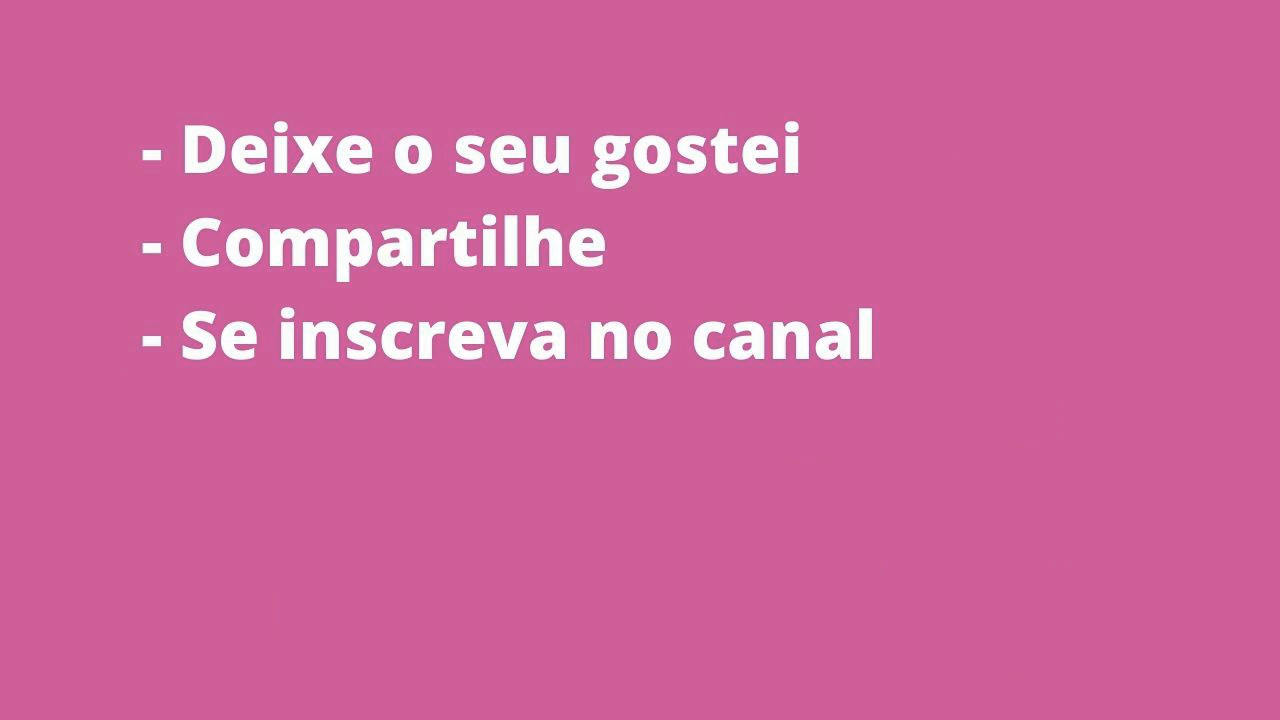 - Deixe o seu gostei
- Compartilhe
- Se inscreva no canal